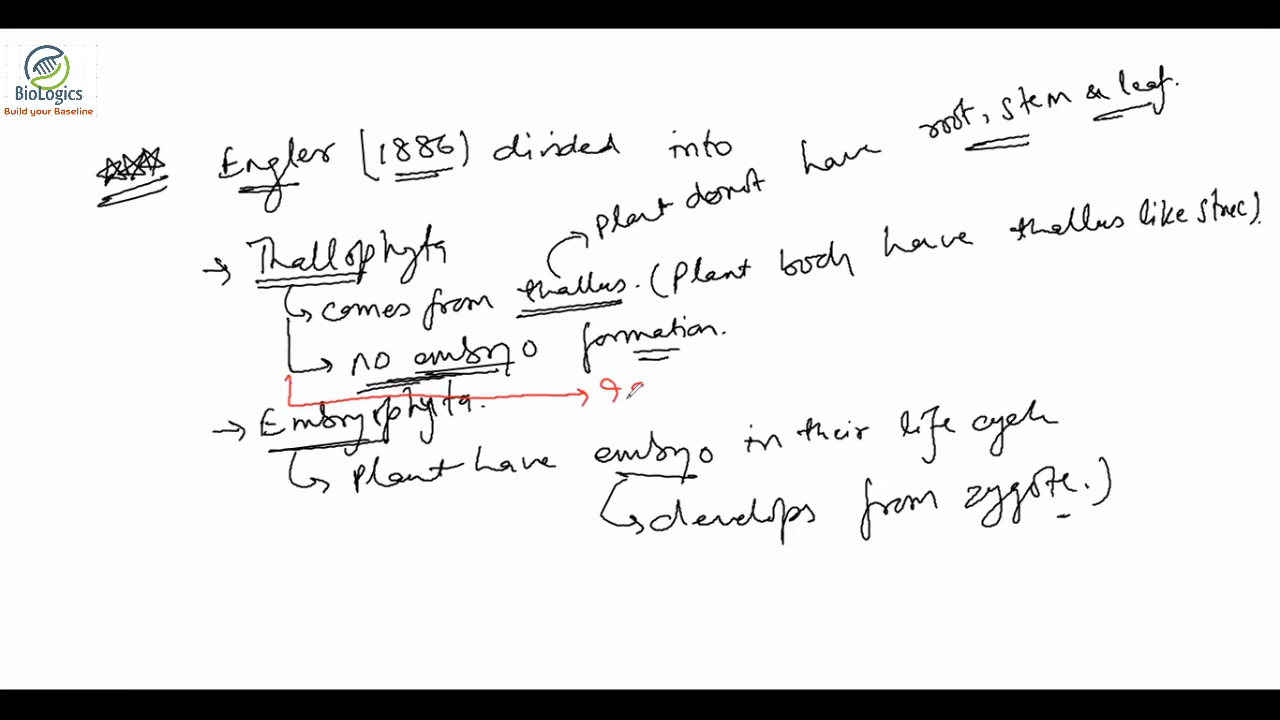 BioLogics
Build your Baseline
Engler (1886) divided into
→ Thallophyta
comes from thallus. (Plant body have thallus like struc).
Plant donot have root, stem & leaf.
no embryo formation.
→ Embryophyta.
Plant have embryo in their life cycle
develops from zygote.)